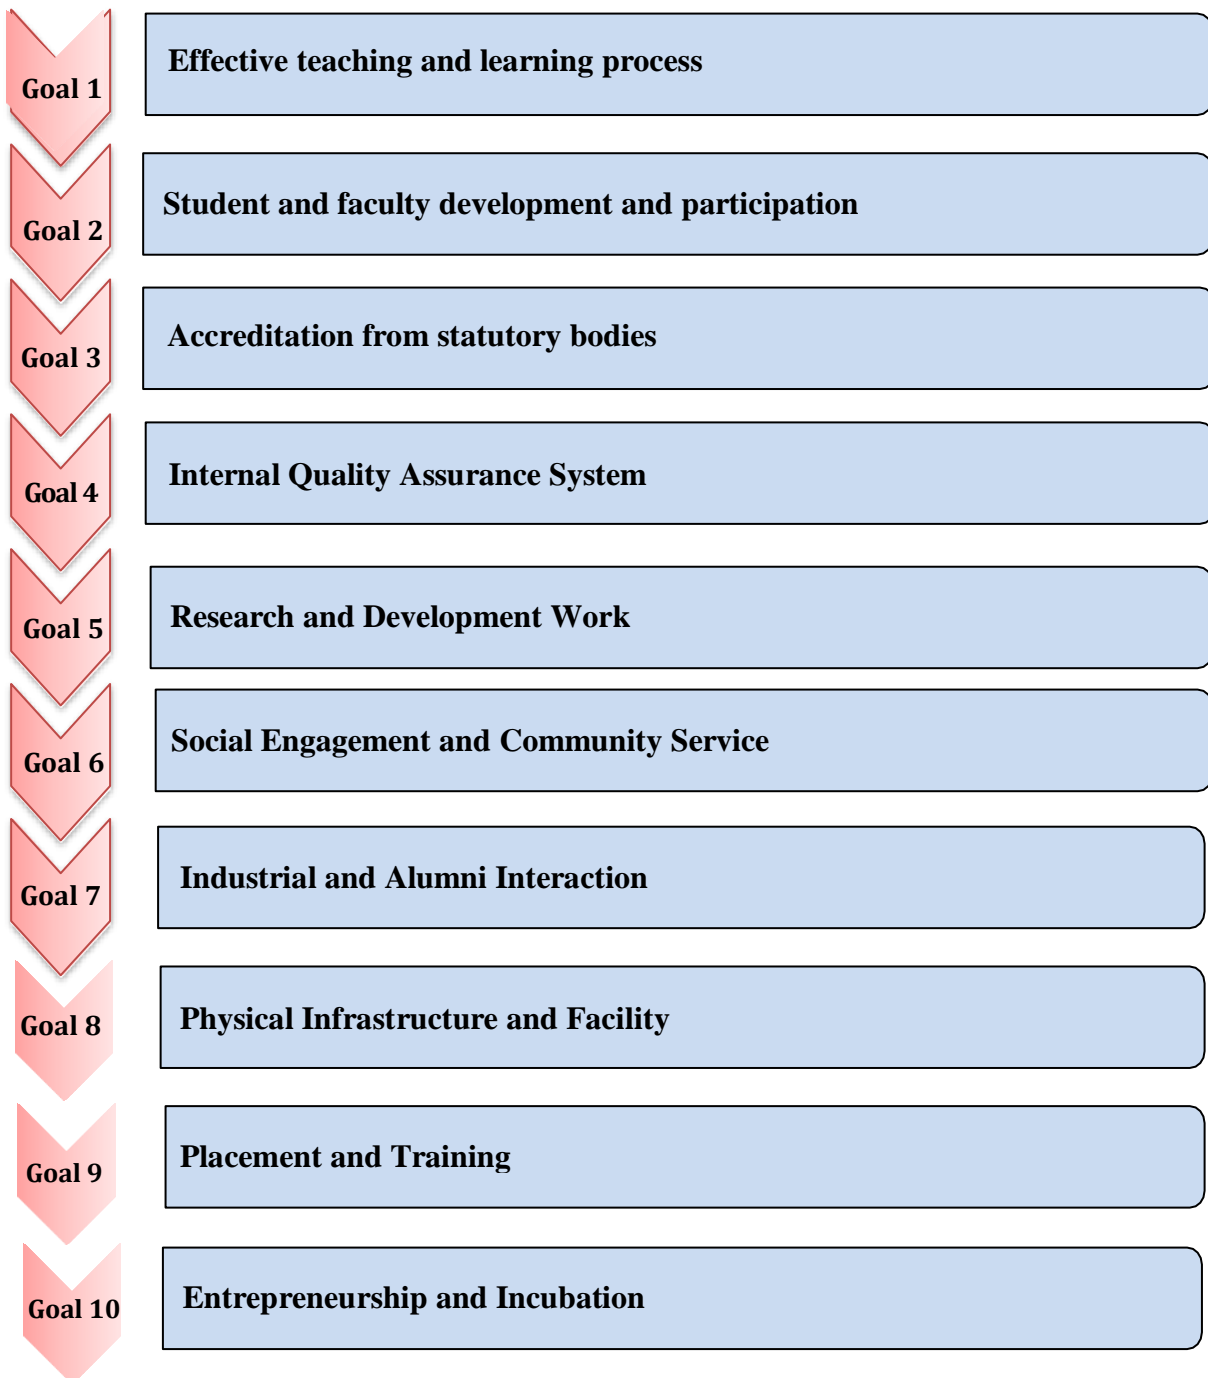 Goal 1
Effective teaching and learning process
Goal 2
Student and faculty development and participation
Goal 3
Accreditation from statutory bodies
Goal 4
Internal Quality Assurance System
Goal 5
Research and Development Work
Goal 6
Social Engagement and Community Service
Goal 7
Industrial and Alumni Interaction
Goal 8
Physical Infrastructure and Facility
Goal 9
Placement and Training
Goal 10
Entrepreneurship and Incubation